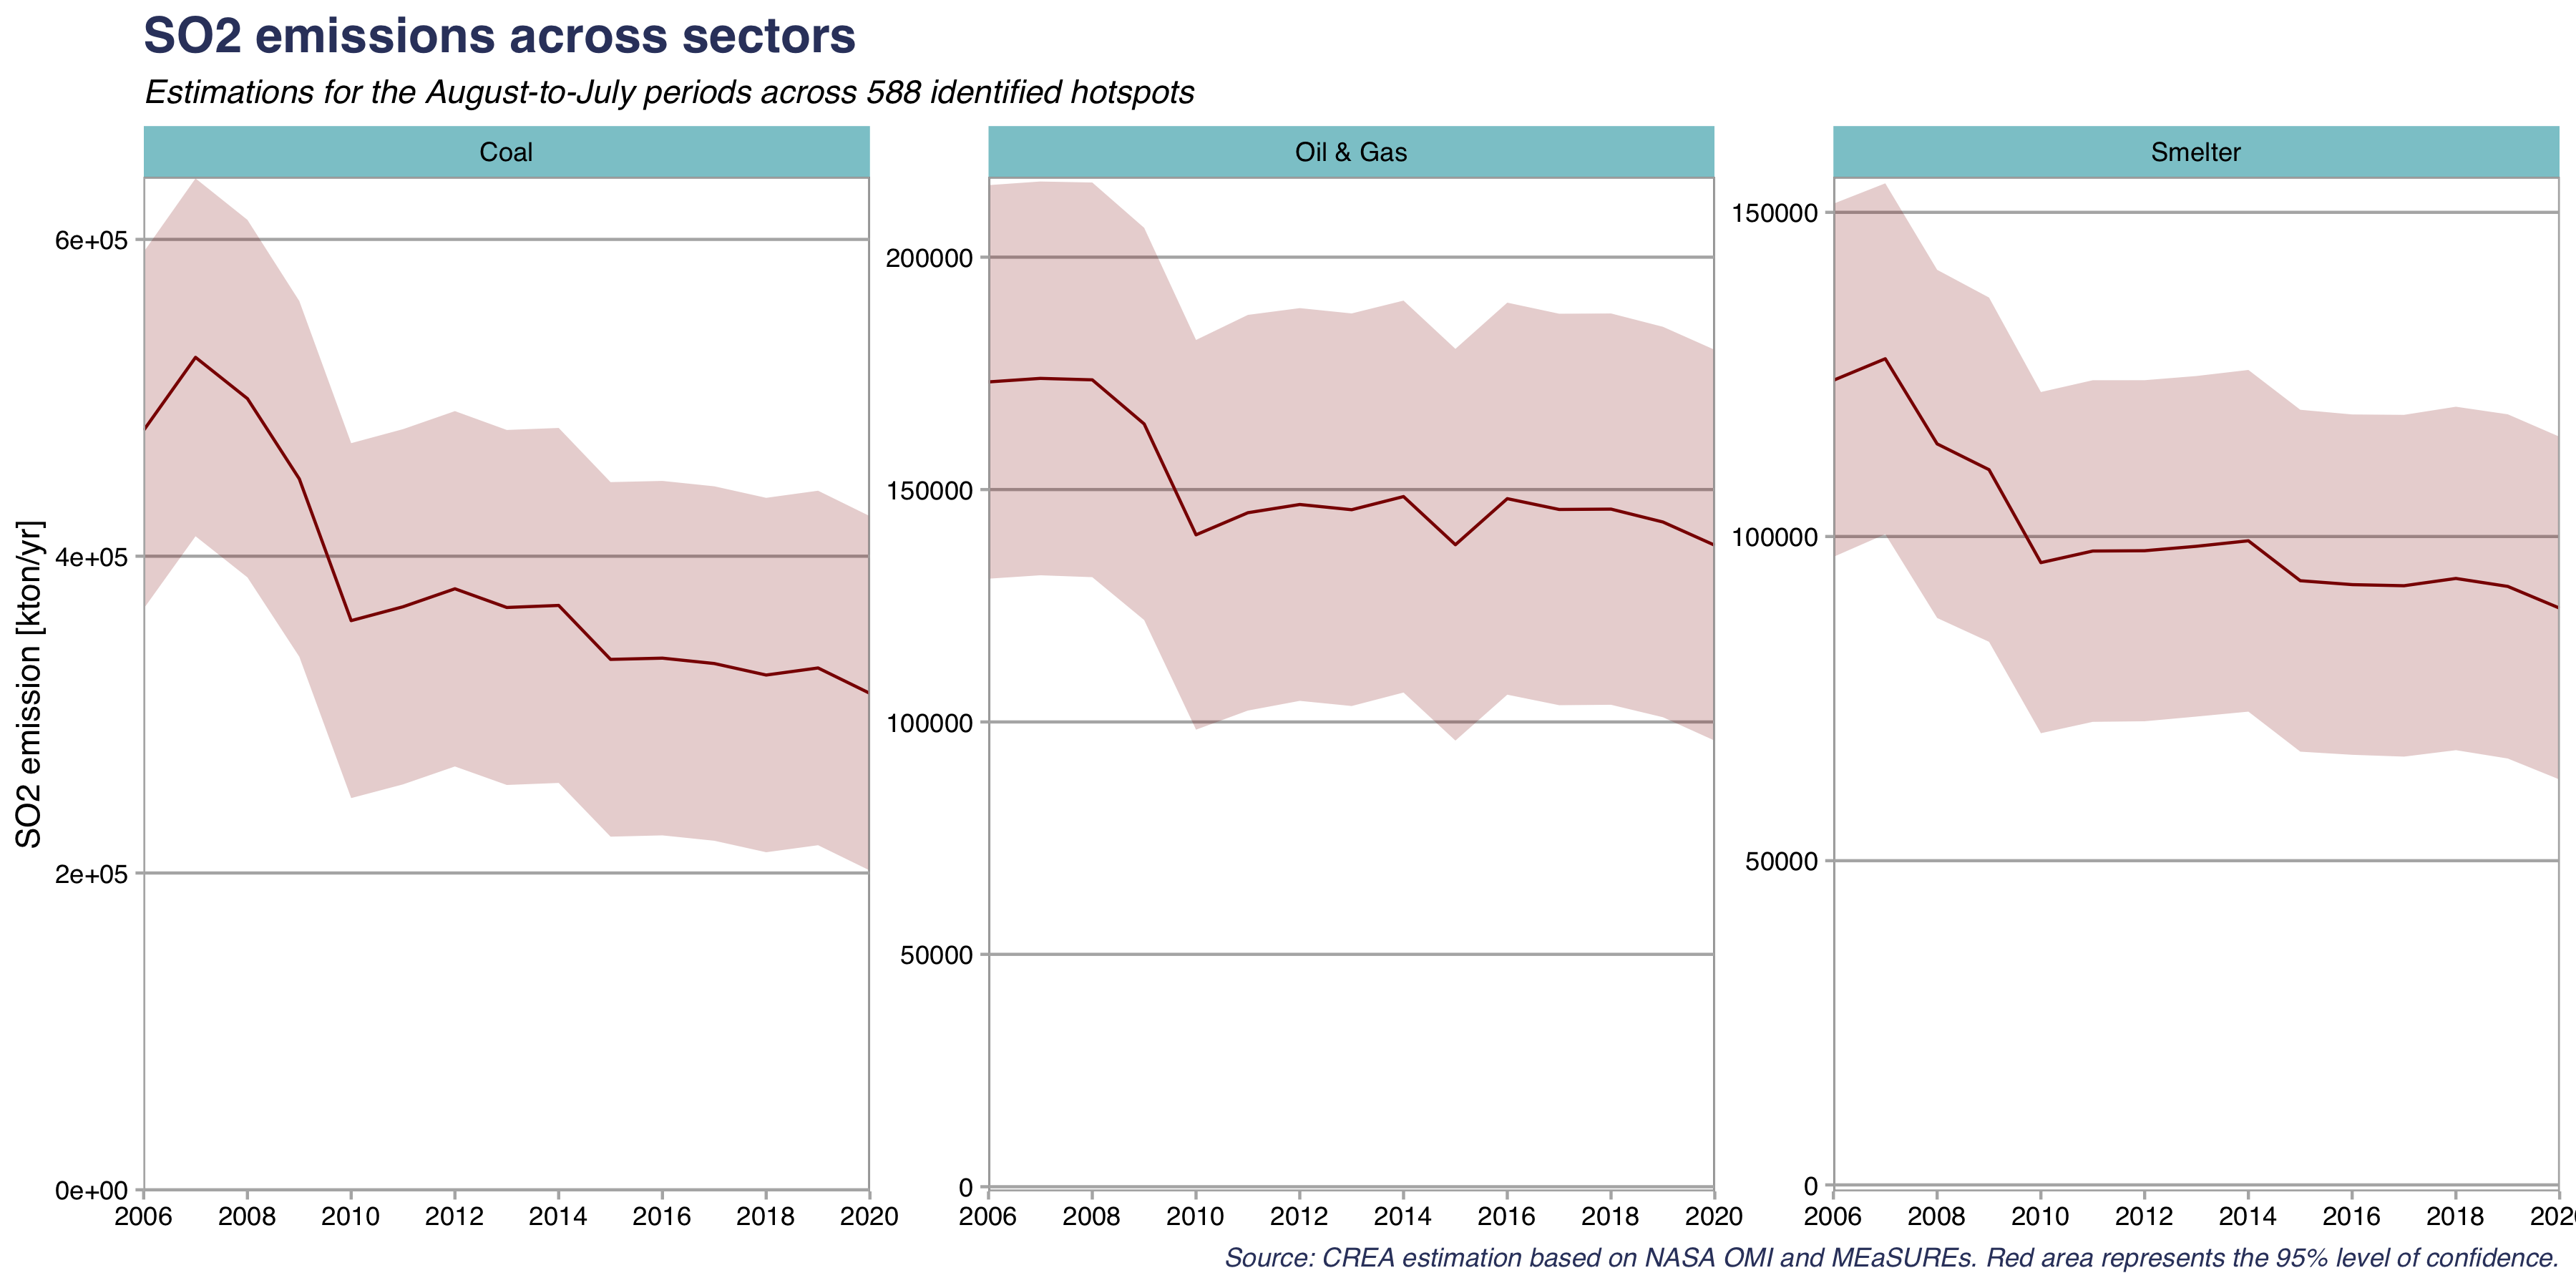 SO2 emissions across sectors
Estimations for the August-to-July periods across 588 identified hotspots
Coal
Oil & Gas
Smelter
SO2 emission [kton/yr]
6e+05
4e+05
2e+05
0e+00
200000
150000
100000
50000
0
150000
100000
50000
0
2006 2008 2010 2012 2014 2016 2018 2020
2006 2008 2010 2012 2014 2016 2018 2020
2006 2008 2010 2012 2014 2016 2018 202
Source: CREA estimation based on NASA OMI and MEaSUREs. Red area represents the 95% level of confidence.